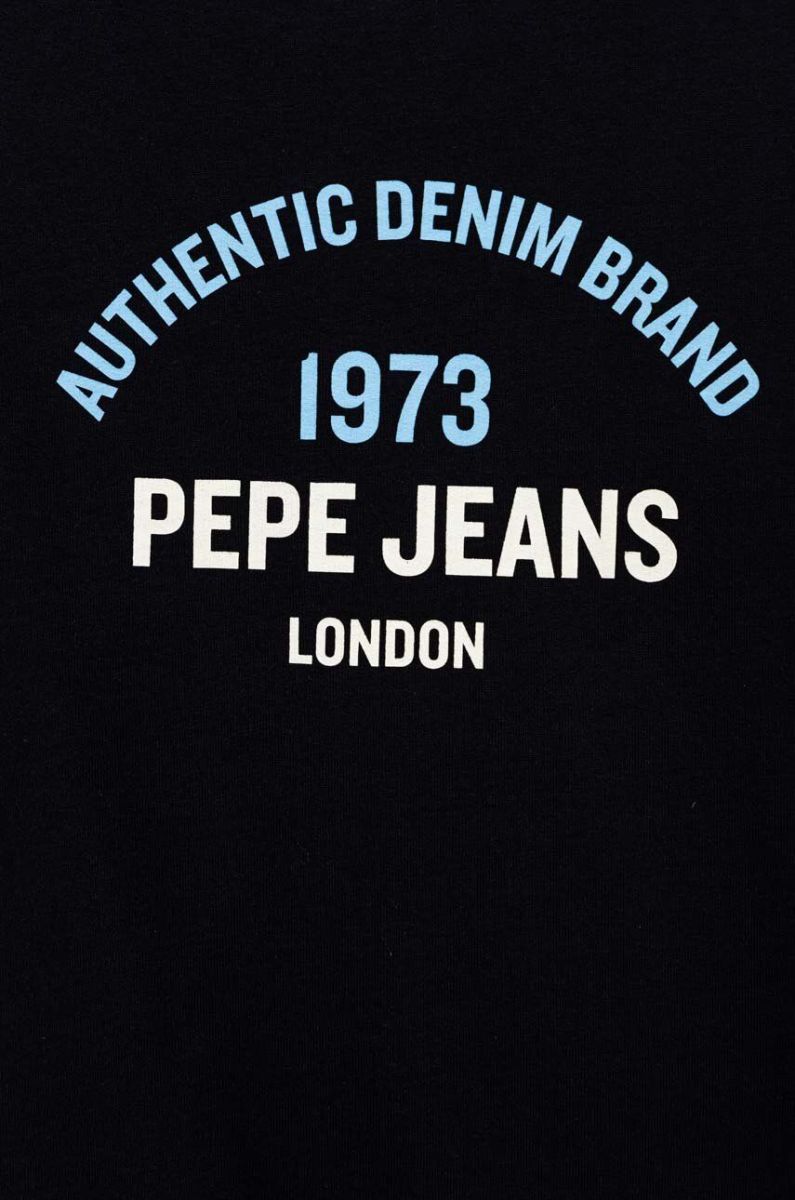 AUTHENTIC DENIM BRAND
1973
PEPE JEANS
LONDON